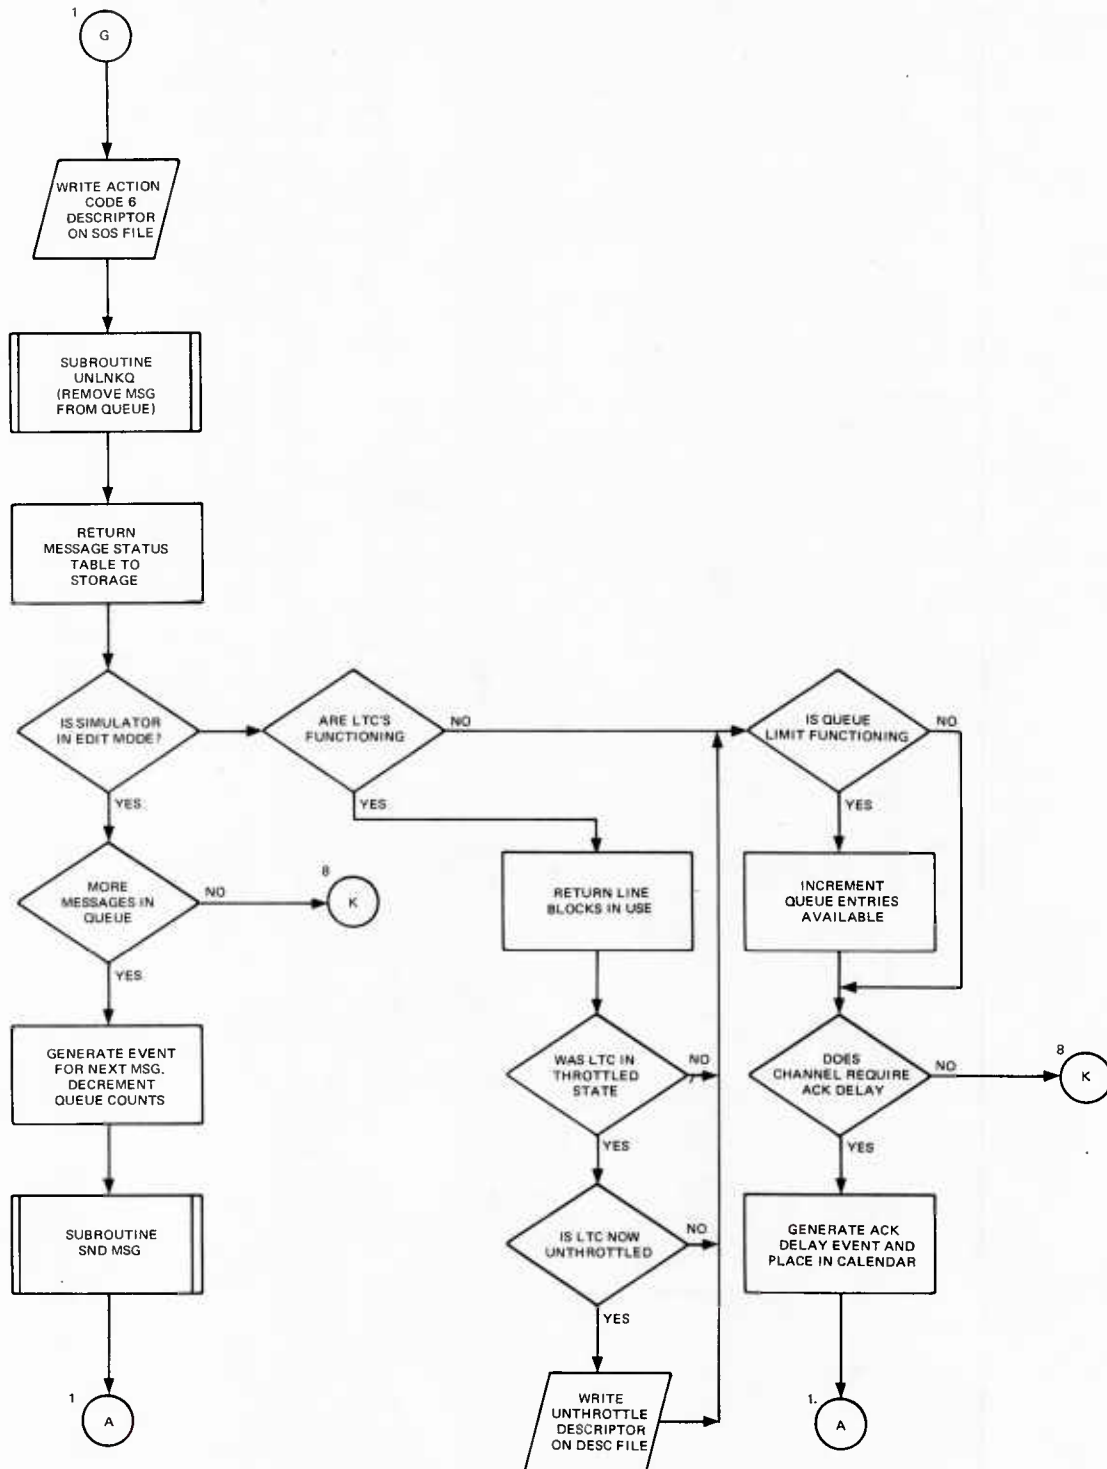 1
G
WRITE ACTION
CODE 6
DESCRIPTOR
ON SOS FILE
SUBROUTINE
UNLNKQ
(REMOVE MSG
FROM QUEUE)
RETURN
MESSAGE STATUS
TABLE TO
STORAGE
IS SIMULATOR
IN EDIT MODE?
YES
ARE LTC'S
FUNCTIONING
NO
YES
IS QUEUE
LIMIT FUNCTIONING
NO
YES
MORE
MESSAGES IN
QUEUE
NO
8
K
YES
RETURN LINE
BLOCKS IN USE
INCREMENT
QUEUE ENTRIES
AVAILABLE
GENERATE EVENT
FOR NEXT MSG.
DECREMENT
QUEUE COUNTS
WAS LTC IN
THROTTLED
STATE
NO
YES
DOES
CHANNEL REQUIRE
ACK DELAY
NO
8
K
YES
SUBROUTINE
SND MSG
IS LTC NOW
UNTHROTTLED
NO
YES
GENERATE ACK
DELAY EVENT AND
PLACE IN CALENDAR
1
A
WRITE
UNTHROTTLE
DESCRIPTOR
ON DESC FILE
1.
A